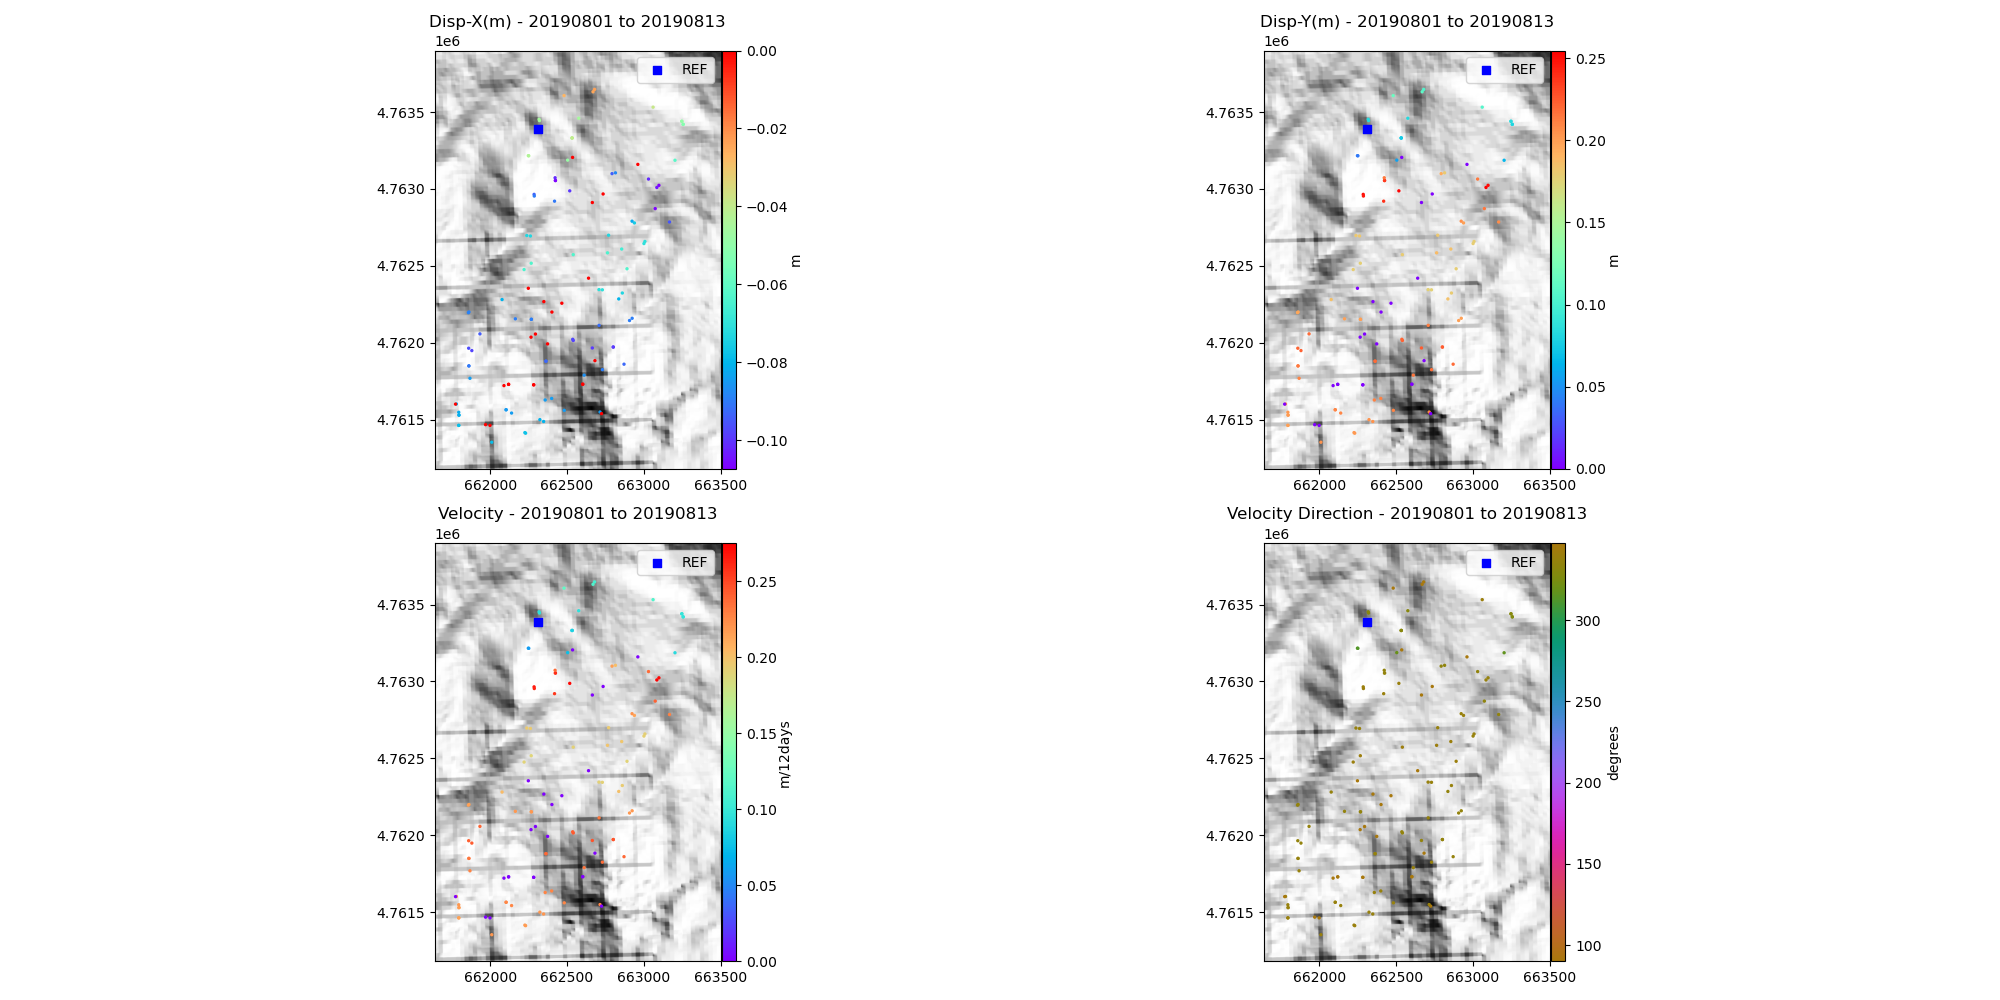 Disp-X(m) - 20190801 to 20190813
1e6
REF
4.7635
4.7630
4.7625
4.7620
4.7615
662000 662500 663000 663500
0.00
−0.02
−0.04
−0.06
−0.08
−0.10
m
Disp-Y(m) - 20190801 to 20190813
1e6
REF
4.7635
4.7630
4.7625
4.7620
4.7615
662000 662500 663000 663500
0.25
0.20
0.15
0.10
0.05
0.00
m
Velocity - 20190801 to 20190813
1e6
REF
4.7635
4.7630
4.7625
4.7620
4.7615
662000 662500 663000 663500
0.25
0.20
0.15
0.10
0.05
0.00
m/12days
Velocity Direction - 20190801 to 20190813
1e6
REF
4.7635
4.7630
4.7625
4.7620
4.7615
662000 662500 663000 663500
300
250
200
150
100
degrees